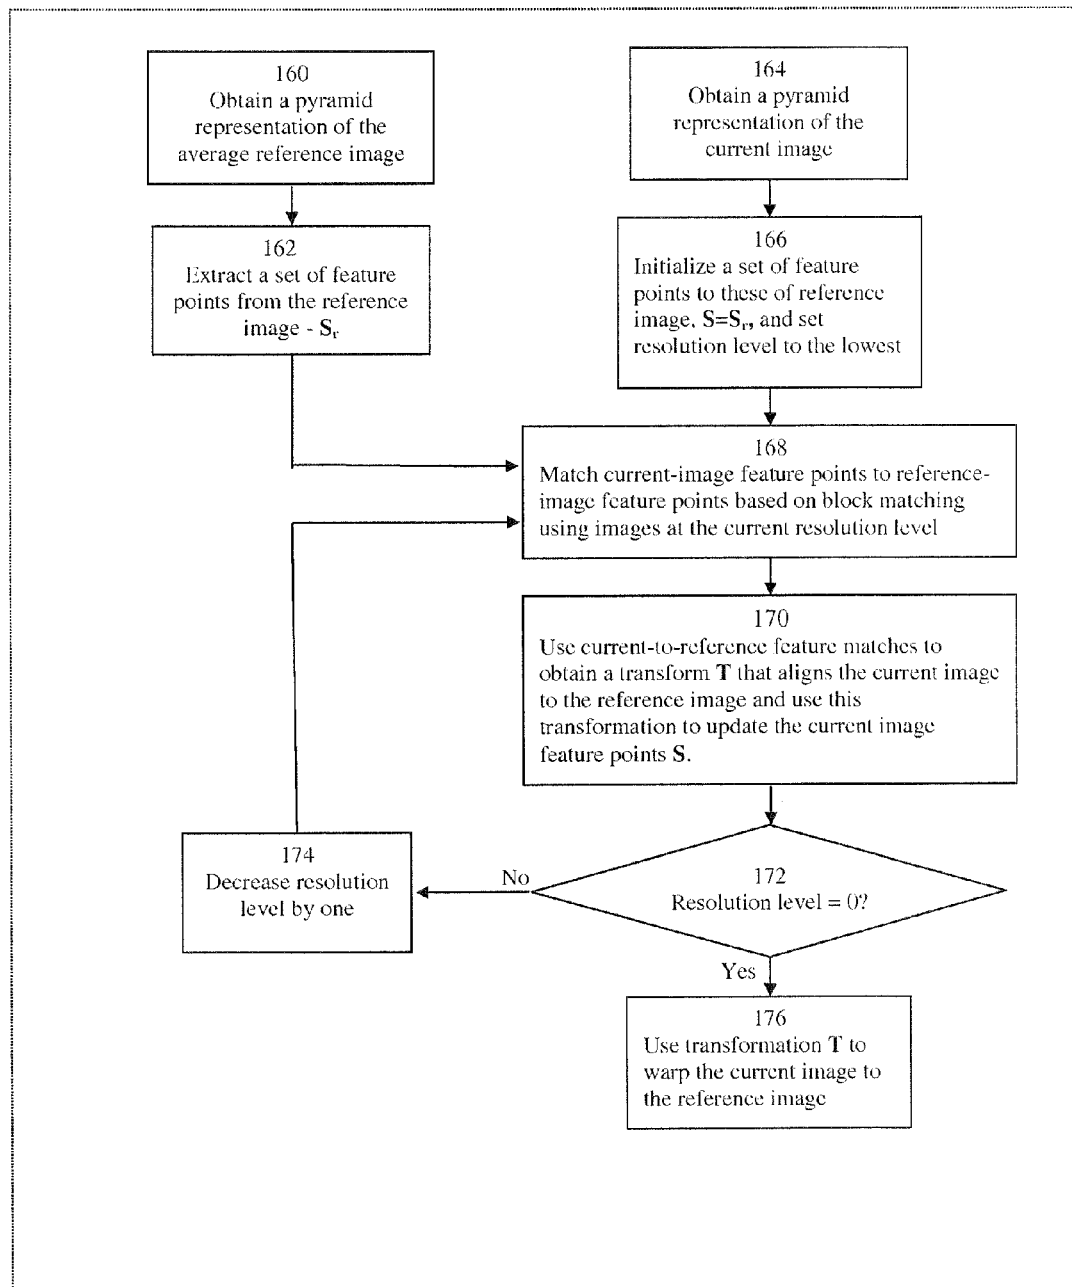 160
Obtain a pyramid
representation of the
average reference image
164
Obtain a pyramid
representation of the
current image
162
Extract a set of feature
points from the reference
image - Sr
166
Initialize a set of feature
points to these of reference
image, S=Sr, and set
resolution level to the lowest
168
Match current-image feature points to reference-
image feature points based on block matching
using images at the current resolution level
170
Use current-to-reference feature matches to
obtain a transform T that aligns the current image
to the reference image and use this
transformation to update the current image
feature points S.
174
Decrease resolution
level by one
No
172
Resolution level = 0?
Yes
176
Use transformation T to
warp the current image to
the reference image